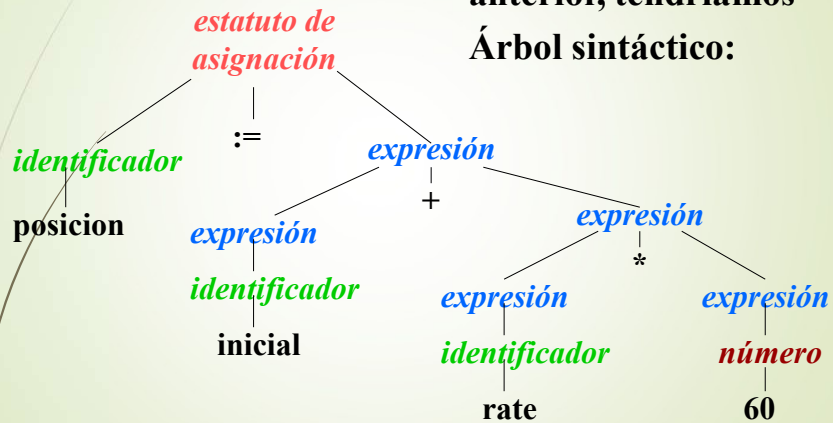 anterior, tendríamos
Árbol sintáctico:
estatuto de
asignación
:=
identificador
expresión
posicion
+
expresión
expresión
identificador
*
inicial
expresión
expresión
identificador
número
rate
60